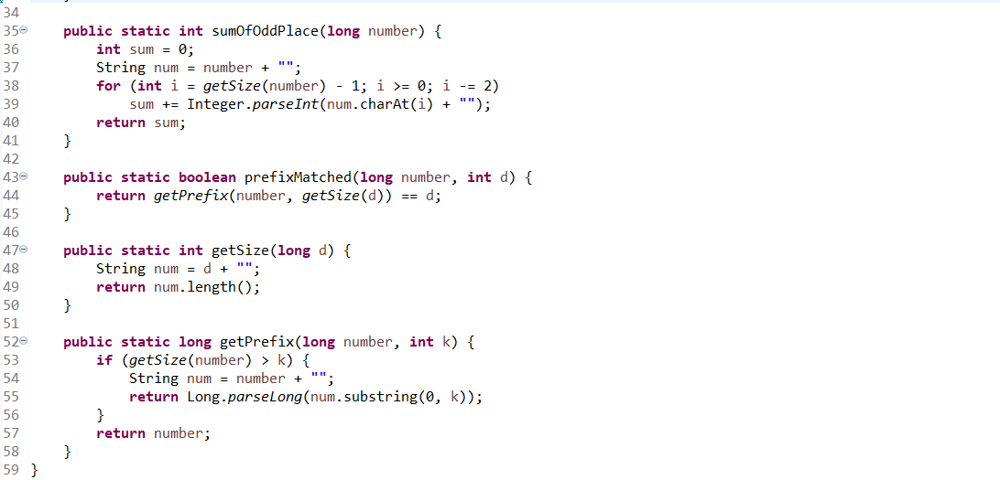 34
35 public static int sumOfOddPlace(long number) {
36 int sum = 0;
37 String num = number + "";
38 for (int i = getSize(number) - 1; i >= 0; i -= 2)
39 sum += Integer.parseInt(num.charAt(i) + "");
40 return sum;
41 }
42
43 public static boolean prefixMatched(long number, int d) {
44 return getPrefix(number, getSize(d)) == d;
45 }
46
47 public static int getSize(long d) {
48 String num = d + "";
49 return num.length();
50 }
51
52 public static long getPrefix(long number, int k) {
53 if (getSize(number) > k) {
54 String num = number + "";
55 return Long.parseLong(num.substring(0, k));
56 }
57 return number;
58 }
59 }